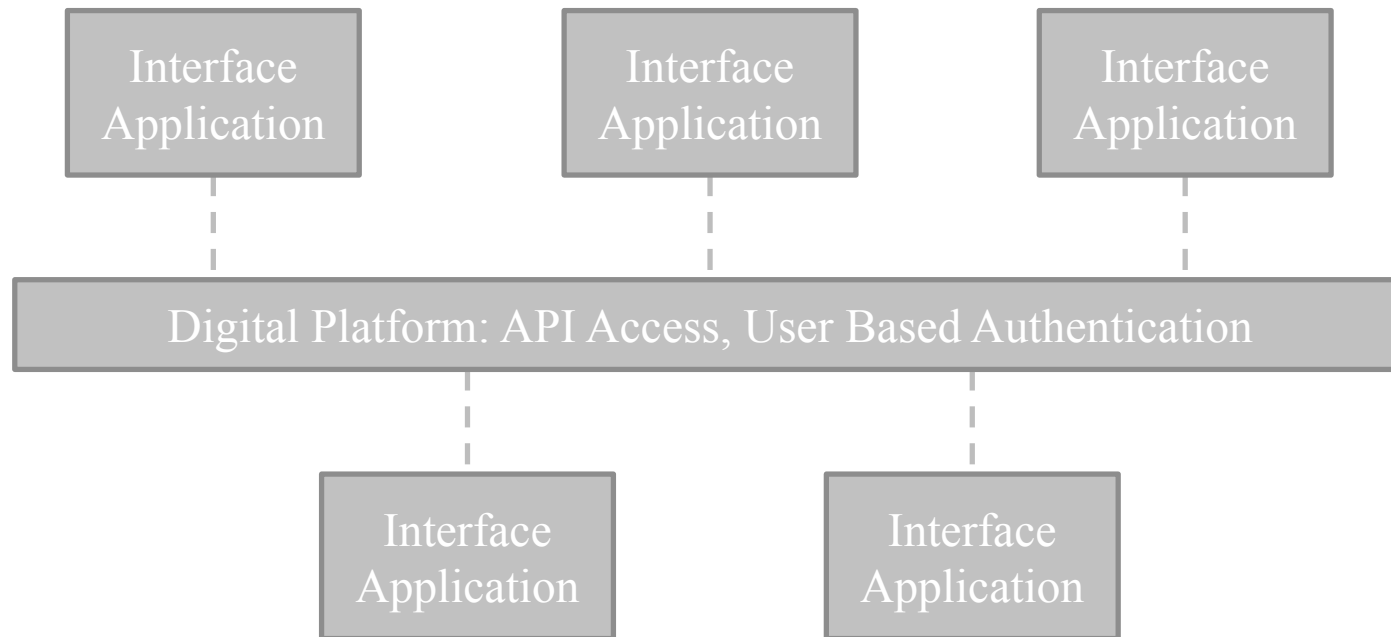 Interface
Application
Interface
Application
Interface
Application
Digital Platform: API Access, User Based Authentication
Interface
Application
Interface
Application